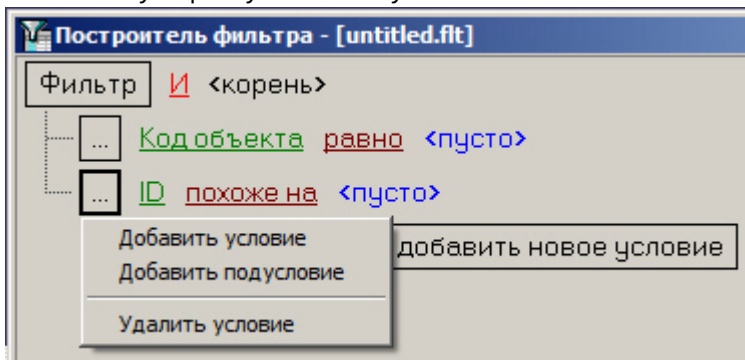 Построитель фильтра - [untitled.flt]
Фильтр И <корень>
... Код объекта равно <пусто>
... ID похоже на <пусто>
добавить новое условие
Добавить условие
Добавить подусловие
Удалить условие